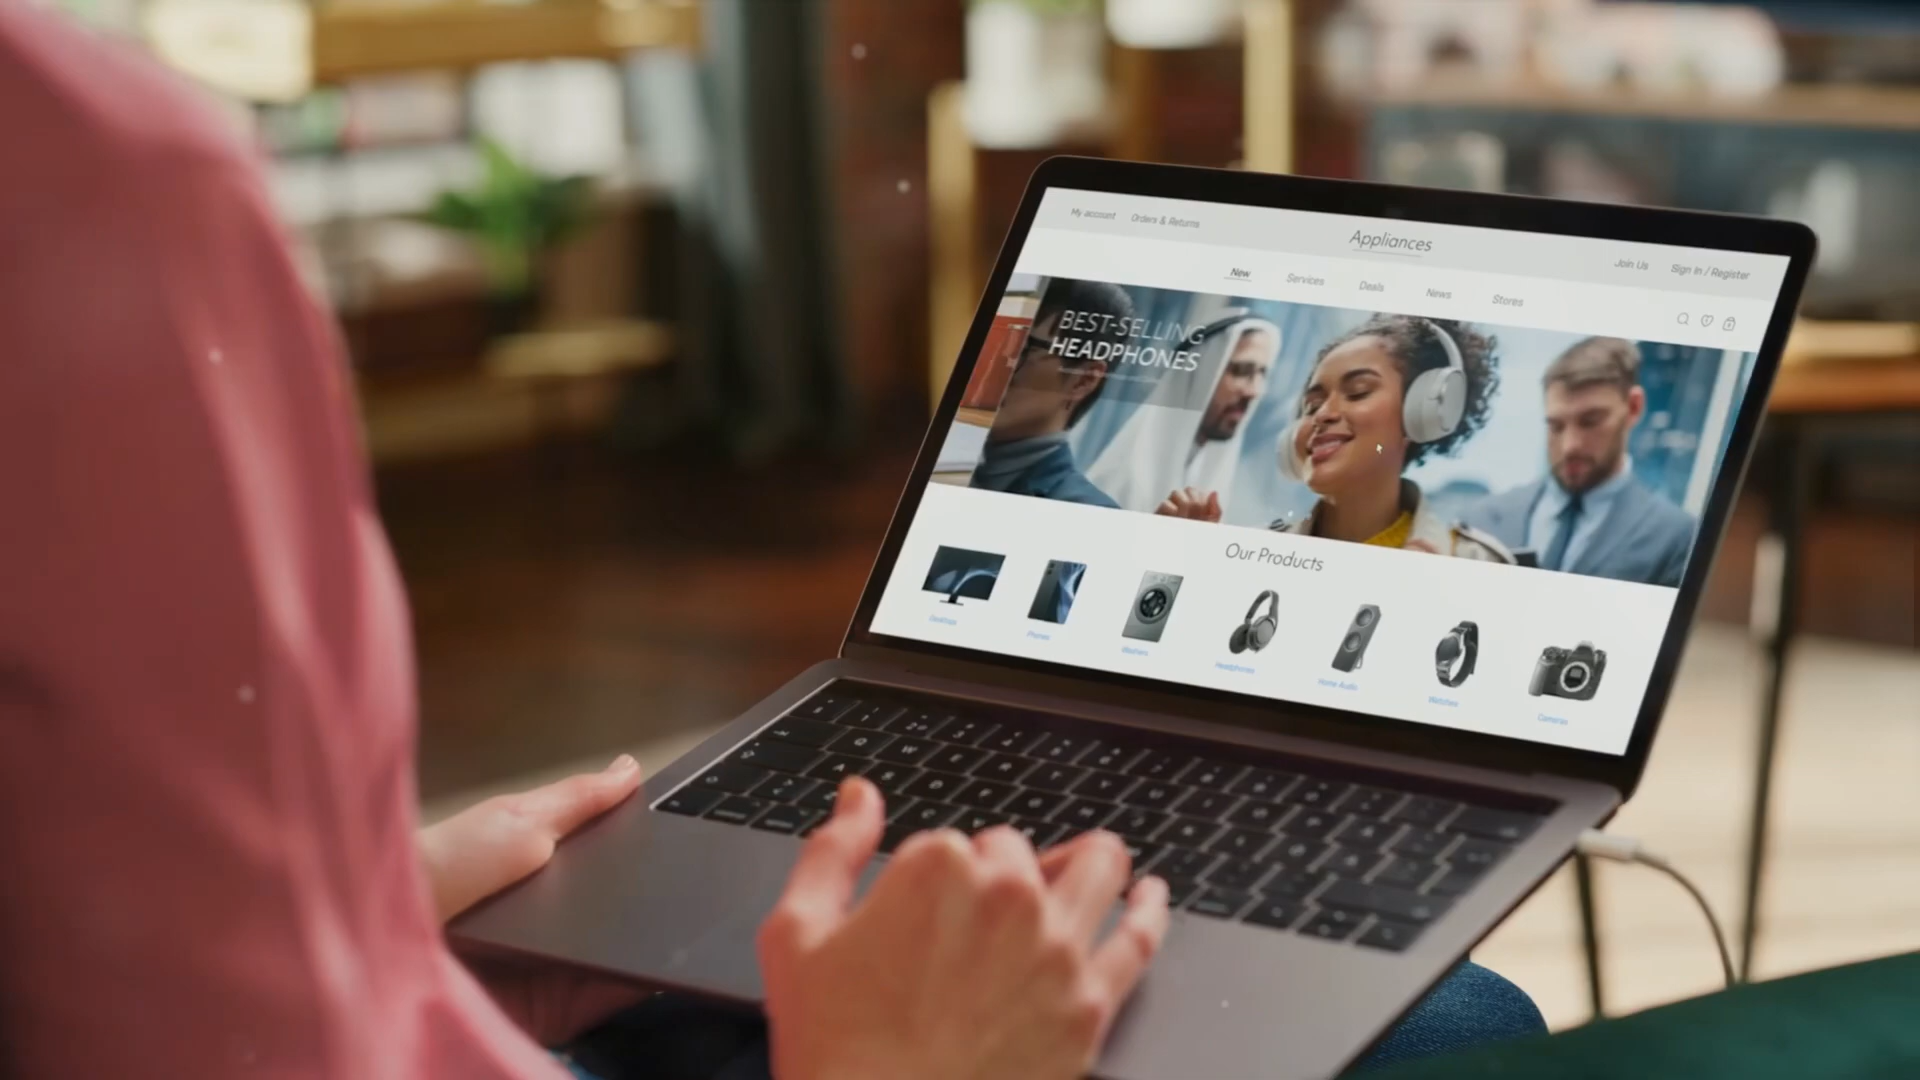 My account Orders & Returns
Appliances
Join Us Sign In / Register
New Services Deals News Stores
BEST-SELLING
HEADPHONES
Our Products
Desktops Phones Washers Headphones Home Audio Watches Cameras